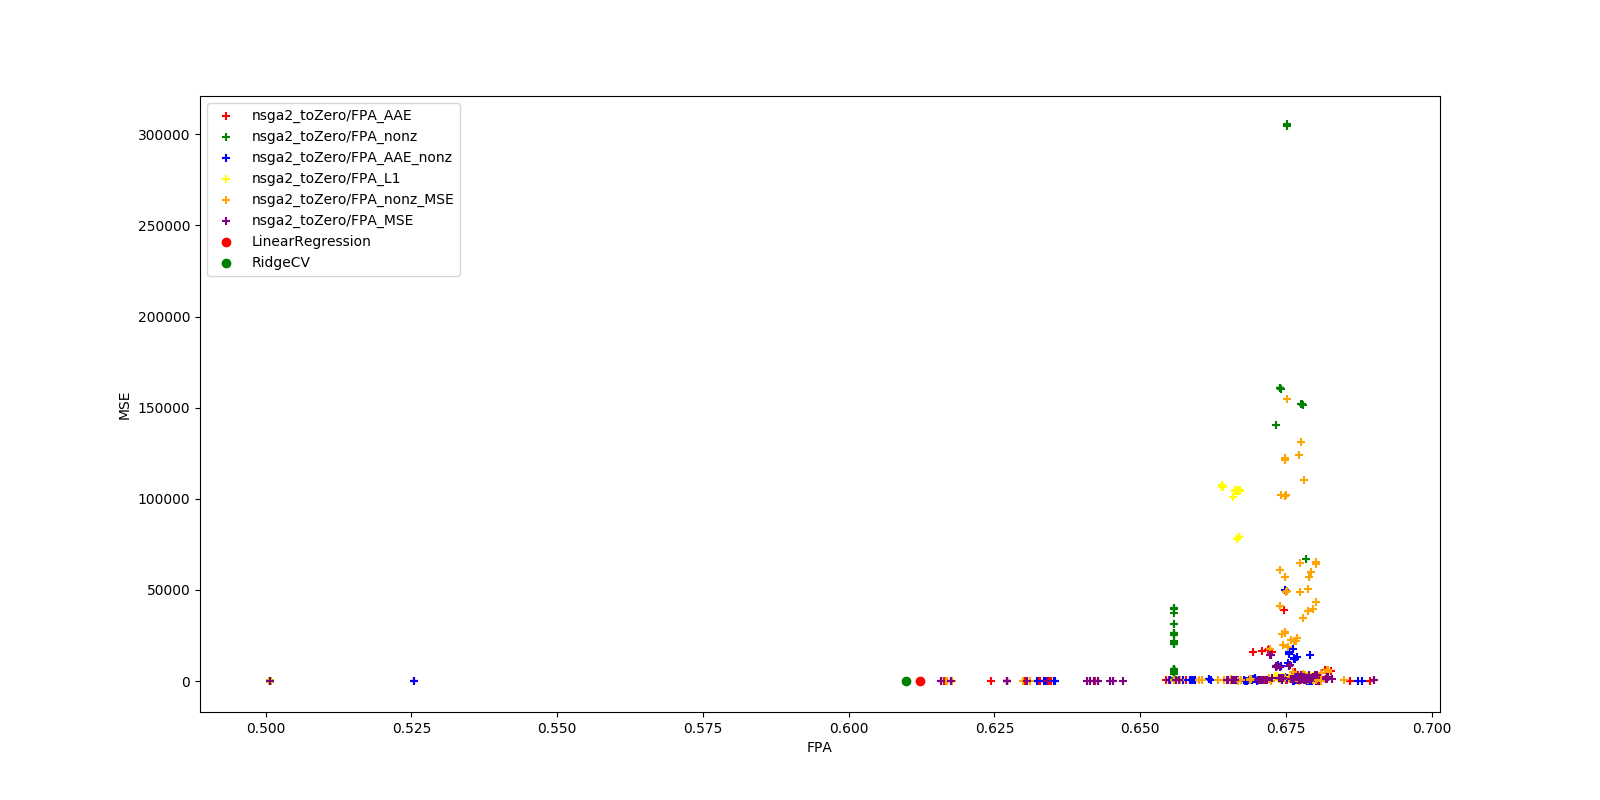 nsga2_toZero/FPA_AAE
nsga2_toZero/FPA_nonz
nsga2_toZero/FPA_AAE_nonz
nsga2_toZero/FPA_L1
nsga2_toZero/FPA_nonz_MSE
nsga2_toZero/FPA_MSE
LinearRegression
RidgeCV
300000
250000
200000
150000
100000
50000
0
MSE
0.500 0.525 0.550 0.575 0.600 0.625 0.650 0.675 0.700
FPA